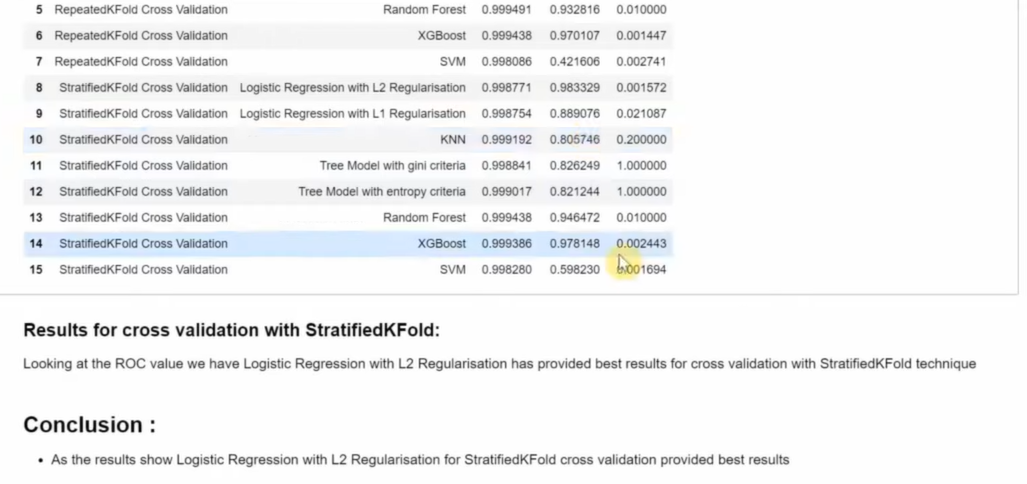 5 RepeatedKFold Cross Validation Random Forest 0.999491 0.932816 0.010000
6 RepeatedKFold Cross Validation XGBoost 0.999438 0.970107 0.001447
7 RepeatedKFold Cross Validation SVM 0.998086 0.421606 0.002741
8 StratifiedKFold Cross Validation Logistic Regression with L2 Regularisation 0.998771 0.983329 0.001572
9 StratifiedKFold Cross Validation Logistic Regression with L1 Regularisation 0.998754 0.889076 0.021087
10 StratifiedKFold Cross Validation KNN 0.999192 0.805746 0.200000
11 StratifiedKFold Cross Validation Tree Model with gini criteria 0.998841 0.826249 1.000000
12 StratifiedKFold Cross Validation Tree Model with entropy criteria 0.999017 0.821244 1.000000
13 StratifiedKFold Cross Validation Random Forest 0.999438 0.946472 0.010000
14 StratifiedKFold Cross Validation XGBoost 0.999386 0.978148 0.002443
15 StratifiedKFold Cross Validation SVM 0.998280 0.598230 0.001694
Results for cross validation with StratifiedKFold:
Looking at the ROC value we have Logistic Regression with L2 Regularisation has provided best results for cross validation with StratifiedKFold technique
Conclusion :
• As the results show Logistic Regression with L2 Regularisation for StratifiedKFold cross validation provided best results